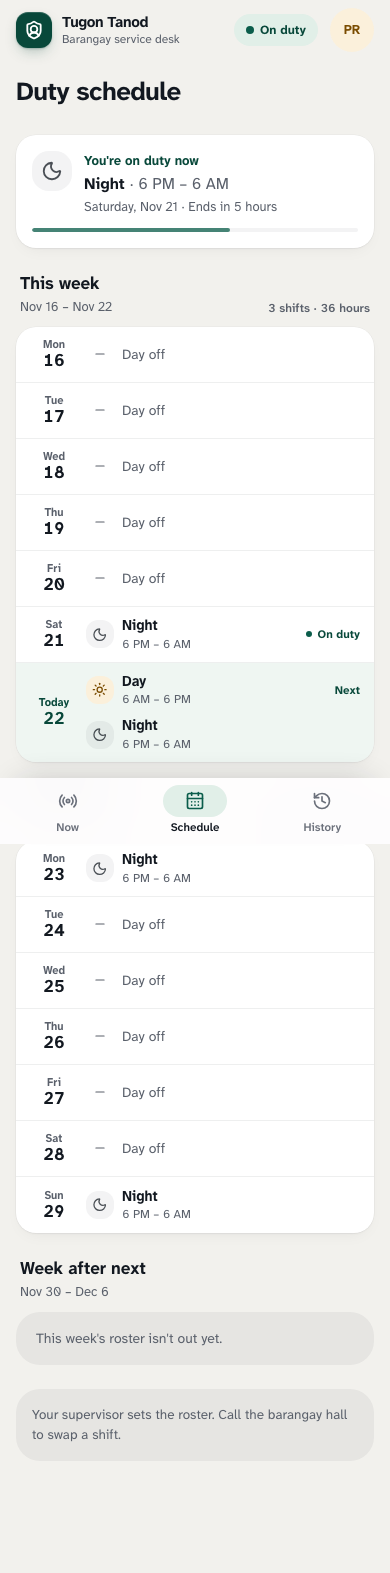 Tugon Tanod
Barangay service desk
On duty
PR
Duty schedule
You're on duty now
Night · 6 PM – 6 AM
Saturday, Nov 21 · Ends in 5 hours
This week
Nov 16 – Nov 22
3 shifts · 36 hours
Mon
16
– Day off
Tue
17
– Day off
Wed
18
– Day off
Thu
19
– Day off
Fri
20
– Day off
Sat
21
Night
6 PM – 6 AM
On duty
Today
22
Day
6 AM – 6 PM
Next
Night
6 PM – 6 AM
Now
Schedule
History
Mon
23
Night
6 PM – 6 AM
Tue
24
– Day off
Wed
25
– Day off
Thu
26
– Day off
Fri
27
– Day off
Sat
28
– Day off
Sun
29
Night
6 PM – 6 AM
Week after next
Nov 30 – Dec 6
This week's roster isn't out yet.
Your supervisor sets the roster. Call the barangay hall
to swap a shift.